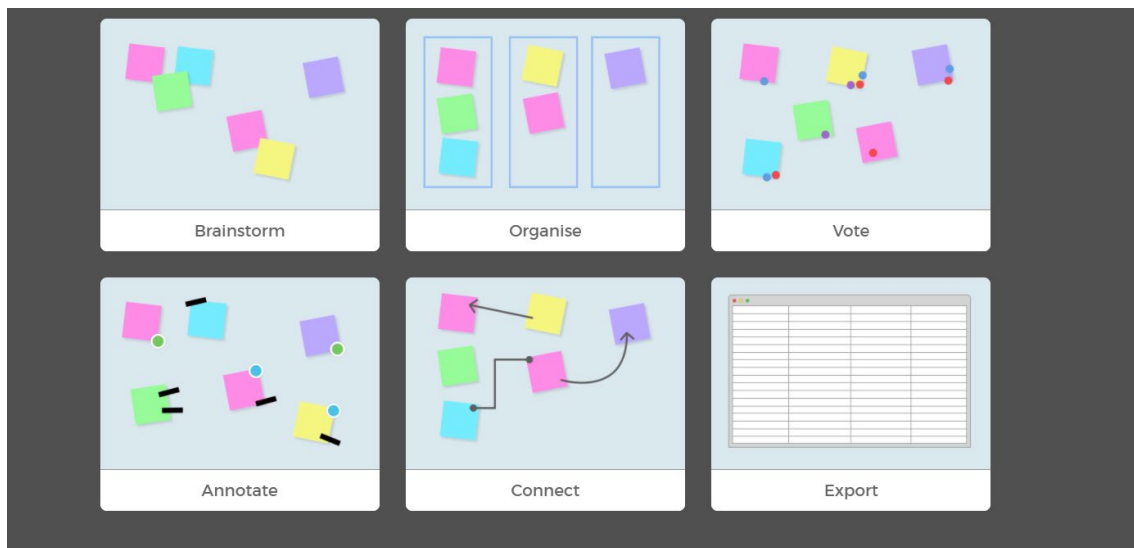 Brainstorm
Organise
Vote
Annotate
Connect
Export